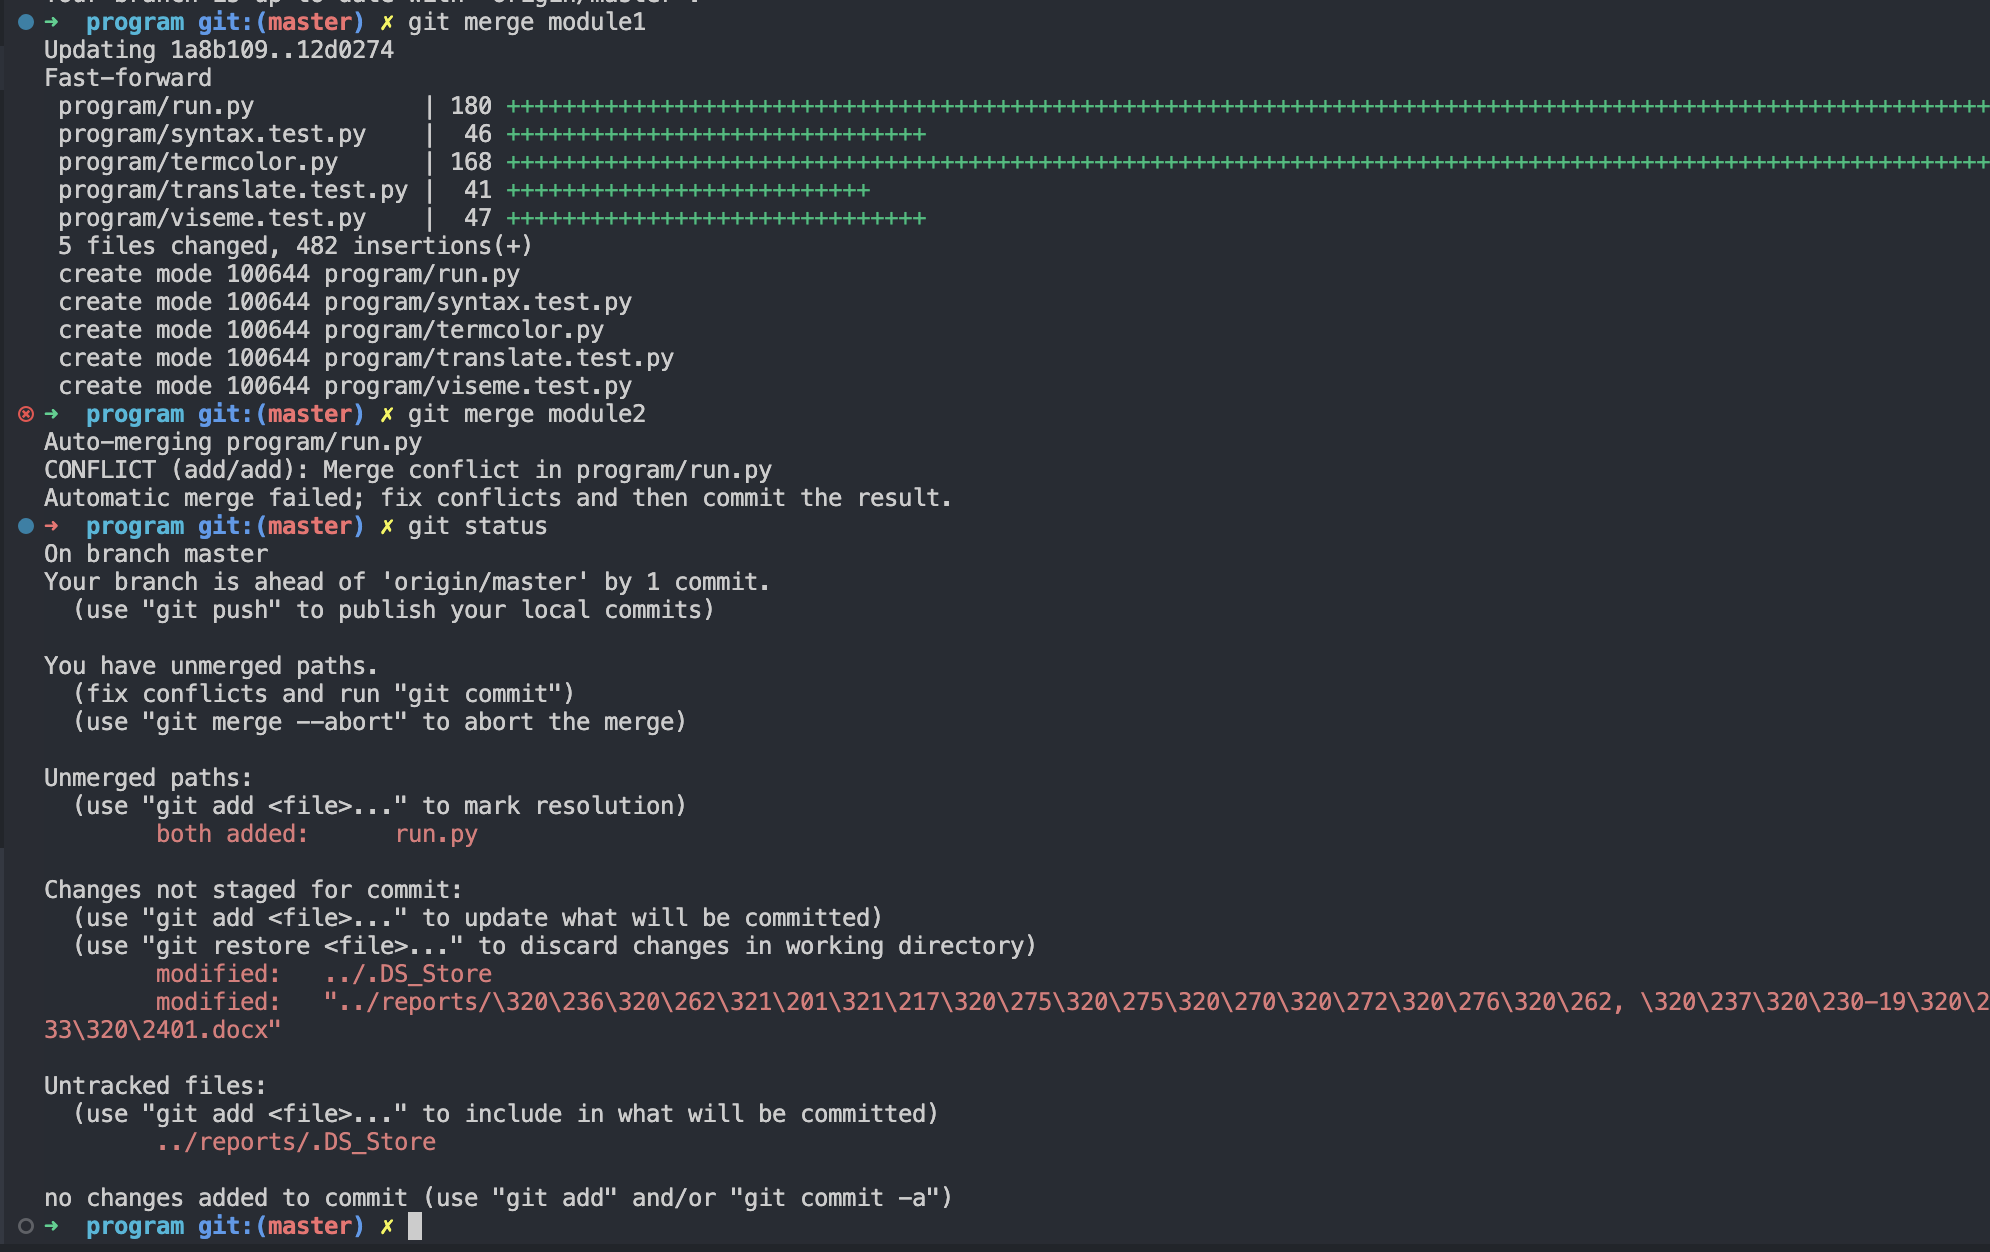 Your branch is up to date with 'origin/master'.
➜ program git:(master) ✗ git merge module1
Updating 1a8b109..12d0274
Fast-forward
program/run.py | 180 ++++++++++++++++++++++++++++++++++++++++++++++++++++++++++++++++++++++++++++++++++++++++++++++++++++++++++
program/syntax.test.py | 46 ++++++++++++++++++++++++++++++
program/termcolor.py | 168 ++++++++++++++++++++++++++++++++++++++++++++++++++++++++++++++++++++++++++++++++++++++++++++++++++++++++++
program/translate.test.py | 41 ++++++++++++++++++++++++++
program/viseme.test.py | 47 ++++++++++++++++++++++++++++++
5 files changed, 482 insertions(+)
create mode 100644 program/run.py
create mode 100644 program/syntax.test.py
create mode 100644 program/termcolor.py
create mode 100644 program/translate.test.py
create mode 100644 program/viseme.test.py
➜ program git:(master) ✗ git merge module2
Auto-merging program/run.py
CONFLICT (add/add): Merge conflict in program/run.py
Automatic merge failed; fix conflicts and then commit the result.
➜ program git:(master) ✗ git status
On branch master
Your branch is ahead of 'origin/master' by 1 commit.
(use "git push" to publish your local commits)
You have unmerged paths.
(fix conflicts and run "git commit")
(use "git merge --abort" to abort the merge)
Unmerged paths:
(use "git add <file>..." to mark resolution)
both added: run.py
Changes not staged for commit:
(use "git add <file>..." to update what will be committed)
(use "git restore <file>..." to discard changes in working directory)
modified: ../.DS_Store
modified: "../reports/\320\236\320\262\321\201\321\217\320\275\320\275\320\270\320\272\320\276\320\262, \320\237\320\230-19\320\2
33\320\2401.docx"
Untracked files:
(use "git add <file>..." to include in what will be committed)
../reports/.DS_Store
no changes added to commit (use "git add" and/or "git commit -a")
➜ program git:(master) ✗